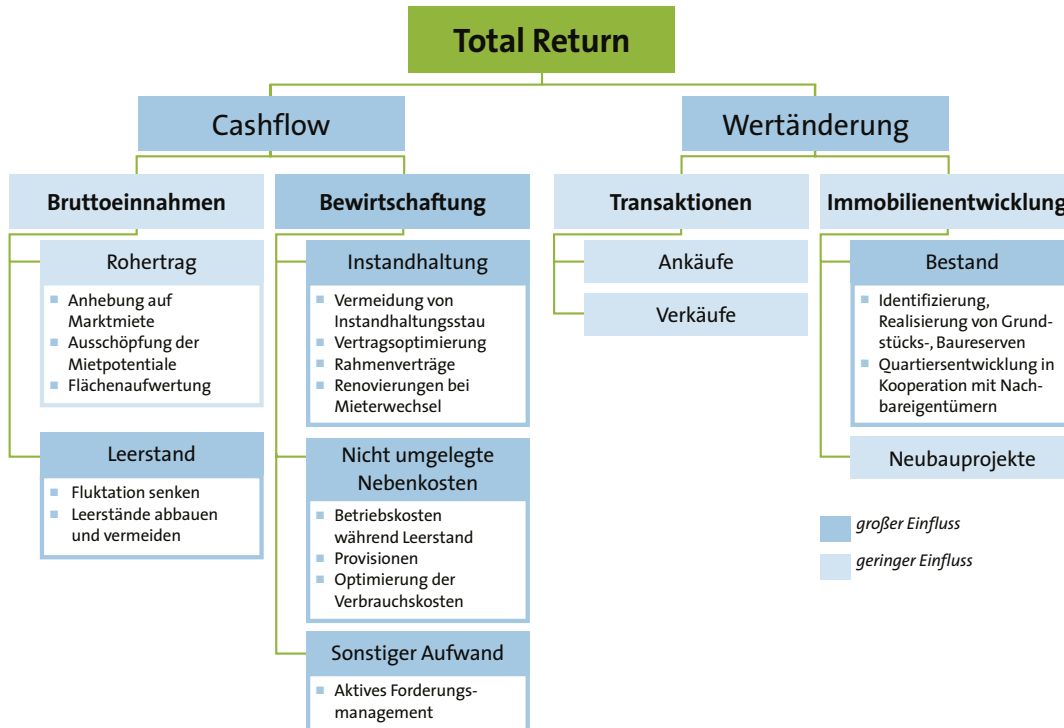 Total Return
Cashflow
Wertänderung
Bruttoeinnahmen
Bewirtschaftung
Transaktionen
Immobilienentwicklung
Rohertrag
Anhebung auf
Marktmiete
Ausschöpfung der
Mietpotentiale
Flächenaufwertung
Leerstand
Fluktation senken
Leerstände abbauen
und vermeiden
Instandhaltung
Vermeidung von
Instandhaltungsstau
Vertragsoptimierung
Rahmenverträge
Renovierungen bei
Mieterwechsel
Nicht umgelegte
Nebenkosten
Betriebskosten
während Leerstand
Provisionen
Optimierung der
Verbrauchskosten
Sonstiger Aufwand
Aktives Forderungs-
management
Ankäufe
Verkäufe
Bestand
Identifizierung,
Realisierung von Grund-
stücks-, Baureserven
Quartiersentwicklung in
Kooperation mit Nach-
bareigentümern
Neubauprojekte
großer Einfluss
geringer Einfluss